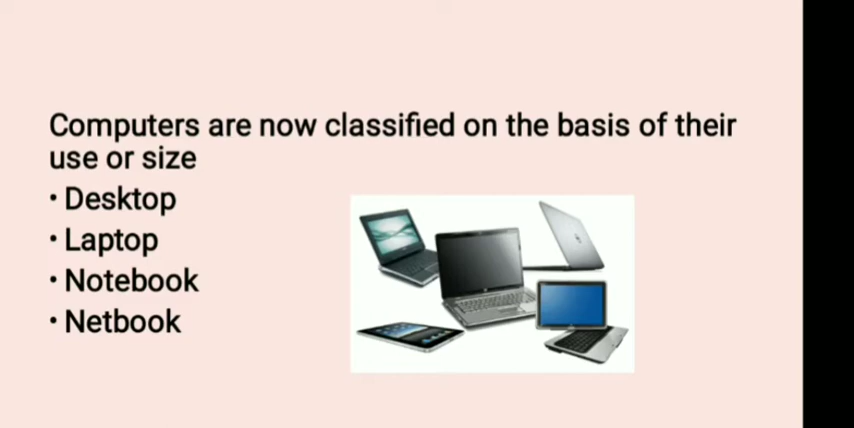 Computers are now classified on the basis of their
use or size
• Desktop
• Laptop
• Notebook
• Netbook